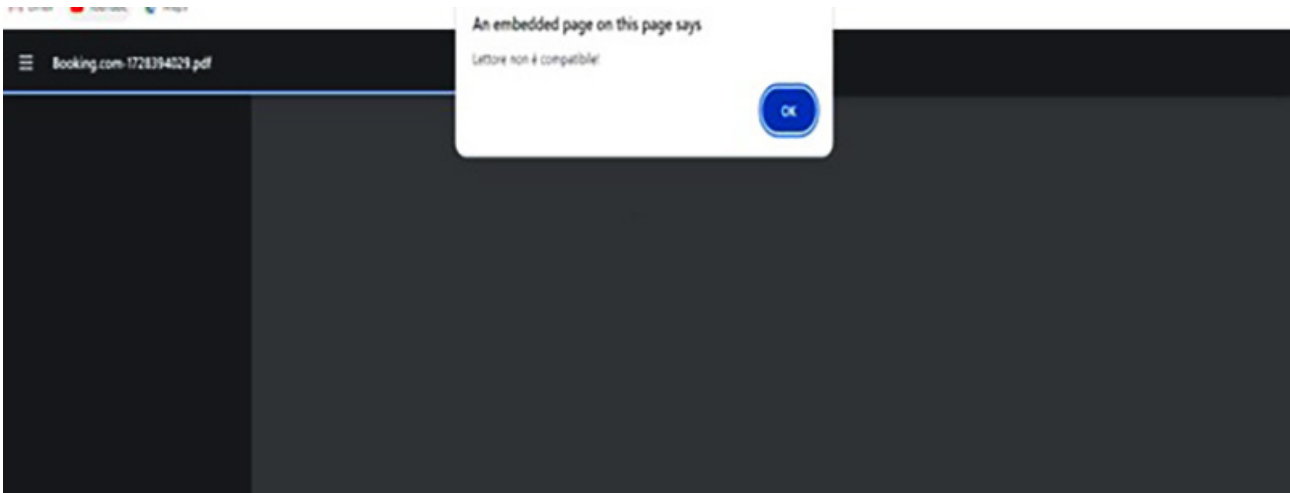 An embedded page on this page says
Booking.com-1728394029.pdf
Lettore non è compatibile!
OK